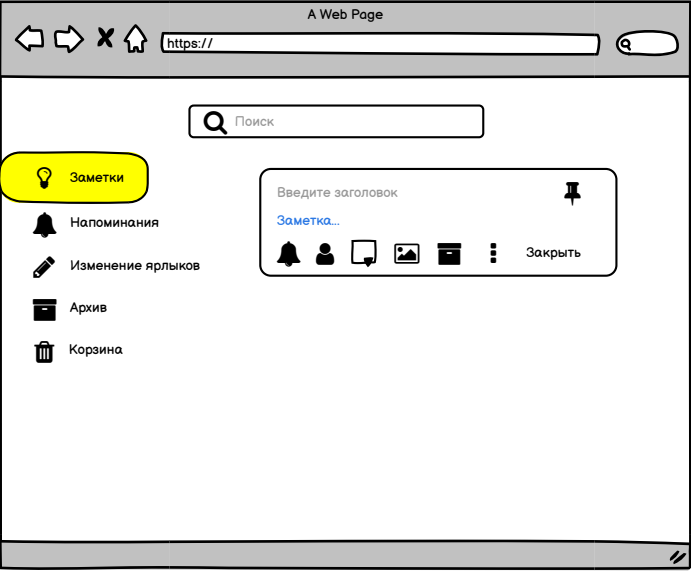 A Web Page
https://
Поиск
Заметки
Напоминания
Изменение ярлыков
Архив
Корзина
Введите заголовок
Заметка...
Закрыть